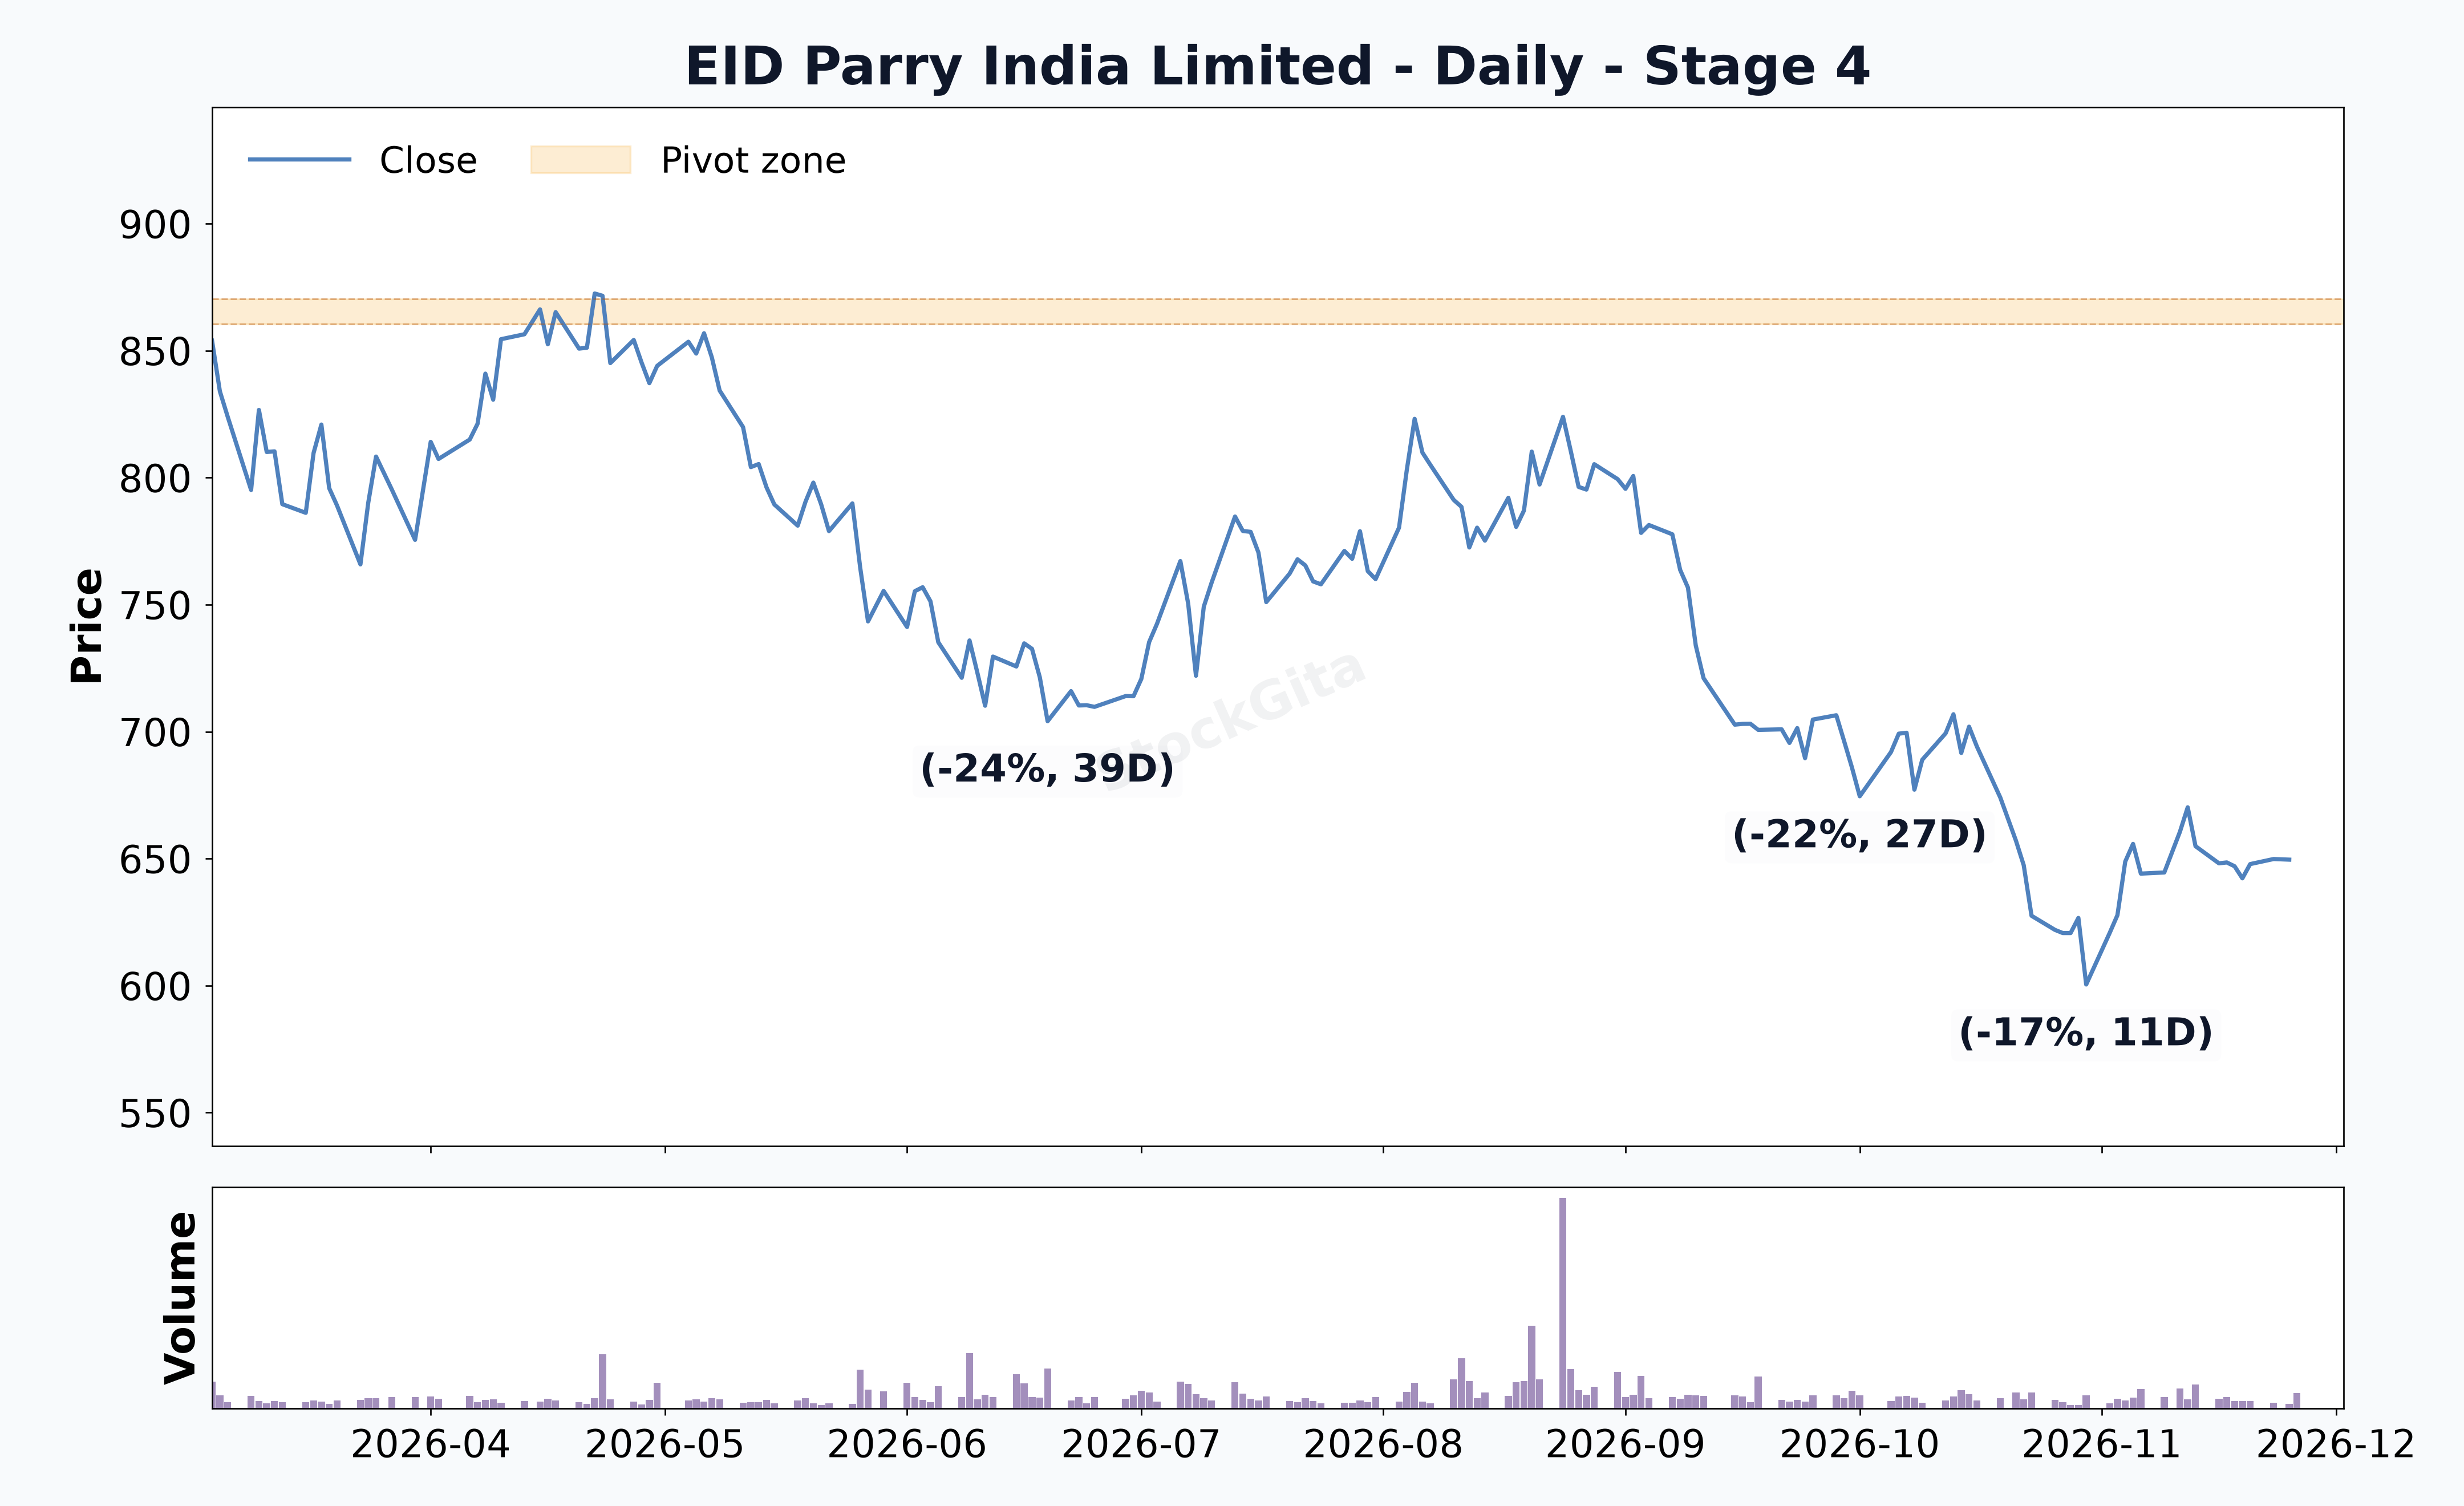 EID Parry India Limited - Daily - Stage 4
Close
Pivot zone
Price
900
850
800
750
700
650
600
550
StockGita
(-24%, 39D)
(-22%, 27D)
(-17%, 11D)
Volume
2026-04
2026-05
2026-06
2026-07
2026-08
2026-09
2026-10
2026-11
2026-12